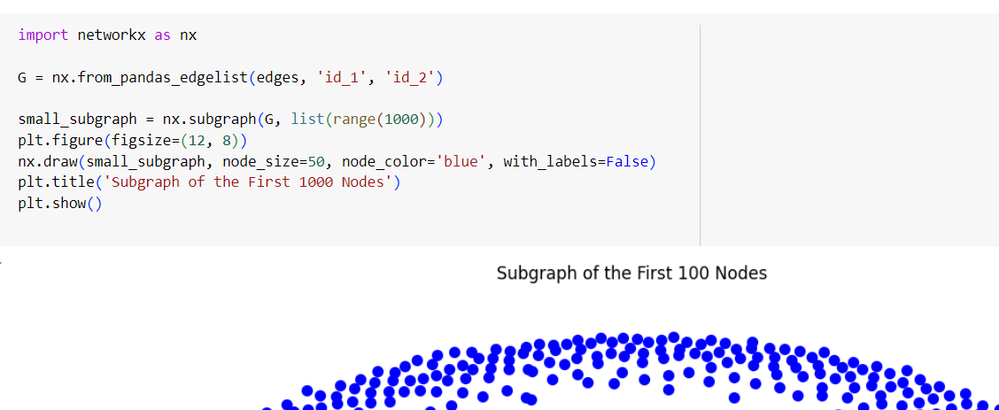 import networkx as nx
G = nx.from_pandas_edgelist(edges, 'id_1', 'id_2')
small_subgraph = nx.subgraph(G, list(range(1000)))
plt.figure(figsize=(12, 8))
nx.draw(small_subgraph, node_size=50, node_color='blue', with_labels=False)
plt.title('Subgraph of the First 1000 Nodes')
plt.show()
Subgraph of the First 100 Nodes